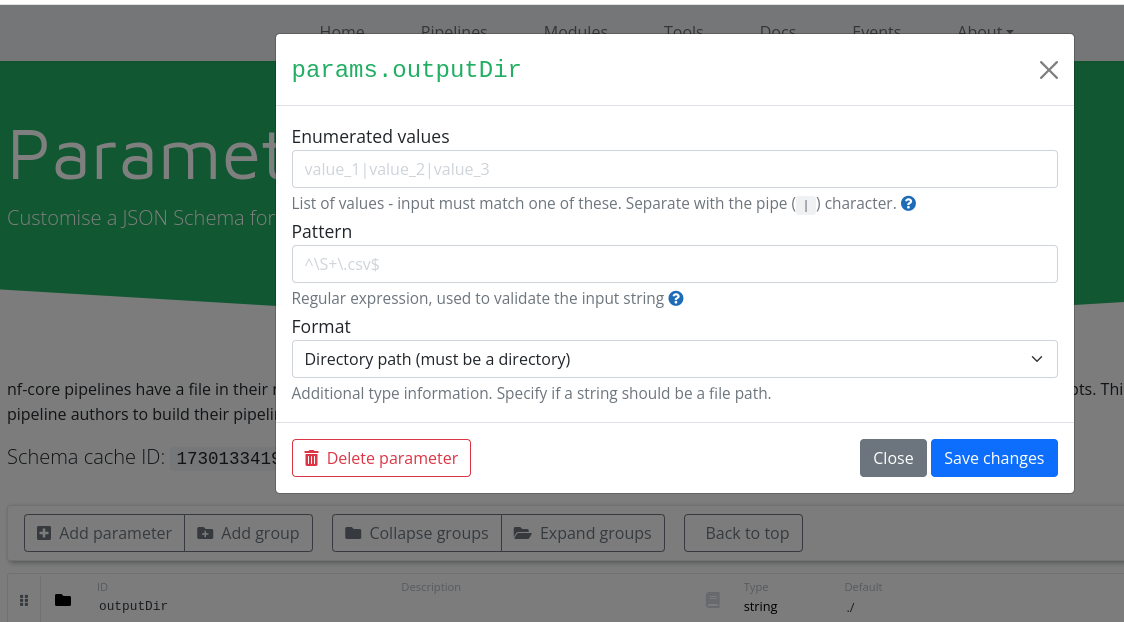 Home Pipelines Modules Tools Docs Events About
params.outputDir
Enumerated values
value_1|value_2|value_3
List of values - input must match one of these. Separate with the pipe ( | ) character.
Pattern
^\S+\.csv$
Regular expression, used to validate the input string
Format
Directory path (must be a directory)
Additional type information. Specify if a string should be a file path.
Delete parameter Close Save changes
Paramet
Customise a JSON Schema for
nf-core pipelines have a file in their r pts. Thi
pipeline authors to build their pipeli
Schema cache ID: 1730133419
Add parameter Add group Collapse groups Expand groups Back to top
ID Description Type Default
outputDir string ./